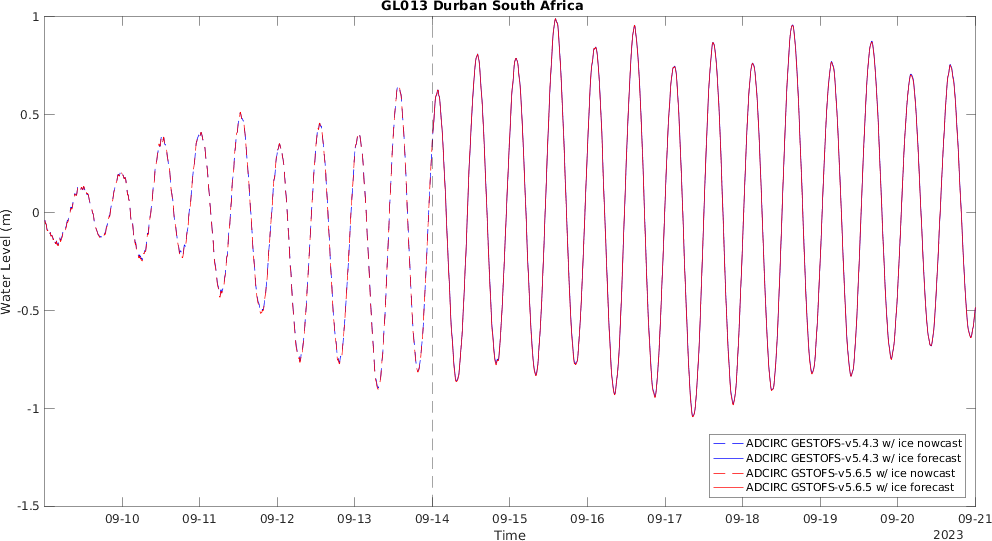 GL013 Durban South Africa
1
0.5
0
-0.5
-1
-1.5
Water Level (m)
ADCIRC GESTOFS-v5.4.3 w/ ice nowcast
ADCIRC GESTOFS-v5.4.3 w/ ice forecast
ADCIRC GSTOFS-v5.6.5 w/ ice nowcast
ADCIRC GSTOFS-v5.6.5 w/ ice forecast
09-10 09-11 09-12 09-13 09-14 09-15 09-16 09-17 09-18 09-19 09-20 09-21
Time
2023